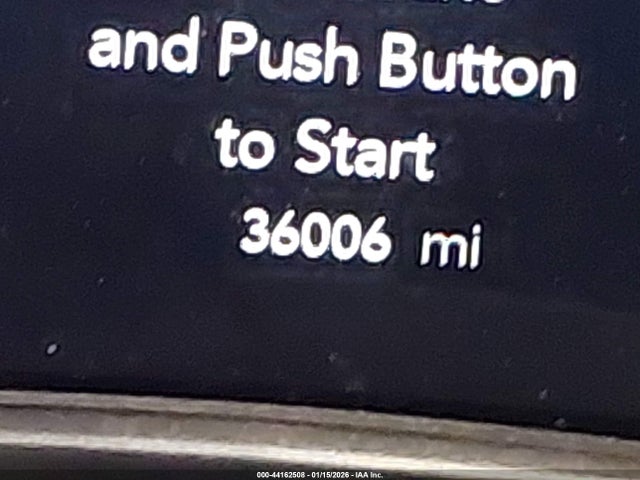 and Push Button
to Start
36006 mi
000-44162508 - 01/15/2026 - IAA Inc.